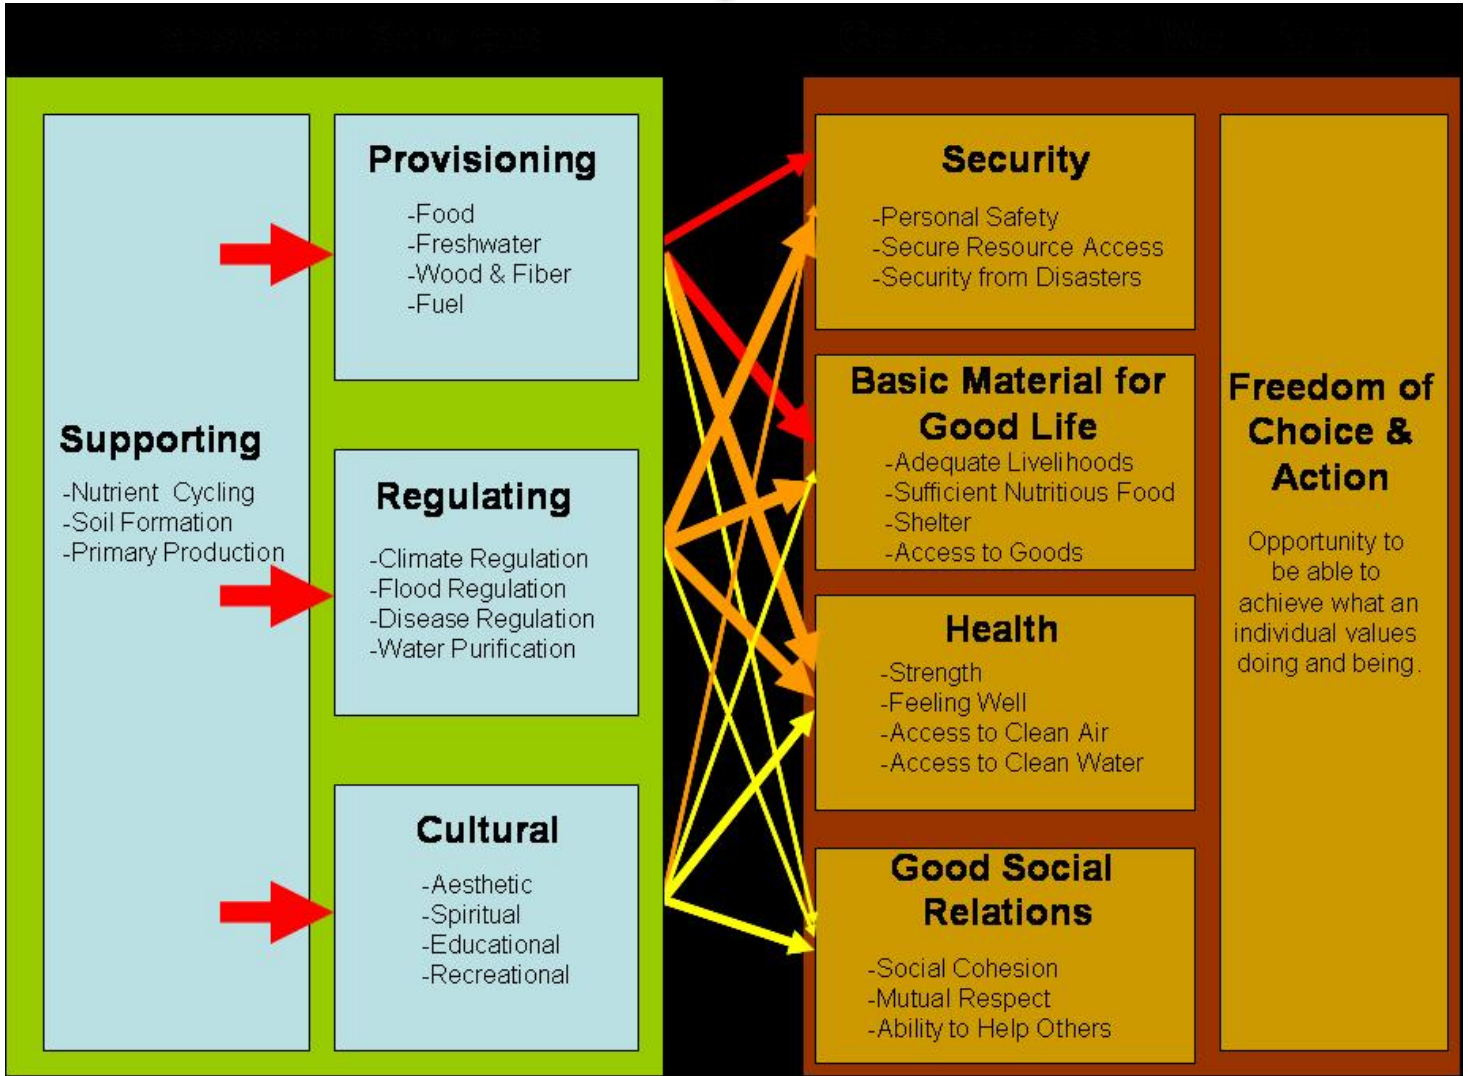 Supporting
-Nutrient Cycling
-Soil Formation
-Primary Production
Provisioning
-Food
-Freshwater
-Wood & Fiber
-Fuel
Regulating
-Climate Regulation
-Flood Regulation
-Disease Regulation
-Water Purification
Cultural
-Aesthetic
-Spiritual
-Educational
-Recreational
Security
-Personal Safety
-Secure Resource Access
-Security from Disasters
Basic Material for
Good Life
-Adequate Livelihoods
-Sufficient Nutritious Food
-Shelter
-Access to Goods
Health
-Strength
-Feeling Well
-Access to Clean Air
-Access to Clean Water
Good Social
Relations
-Social Cohesion
-Mutual Respect
-Ability to Help Others
Freedom of
Choice &
Action
Opportunity to
be able to
achieve what an
individual values
doing and being.